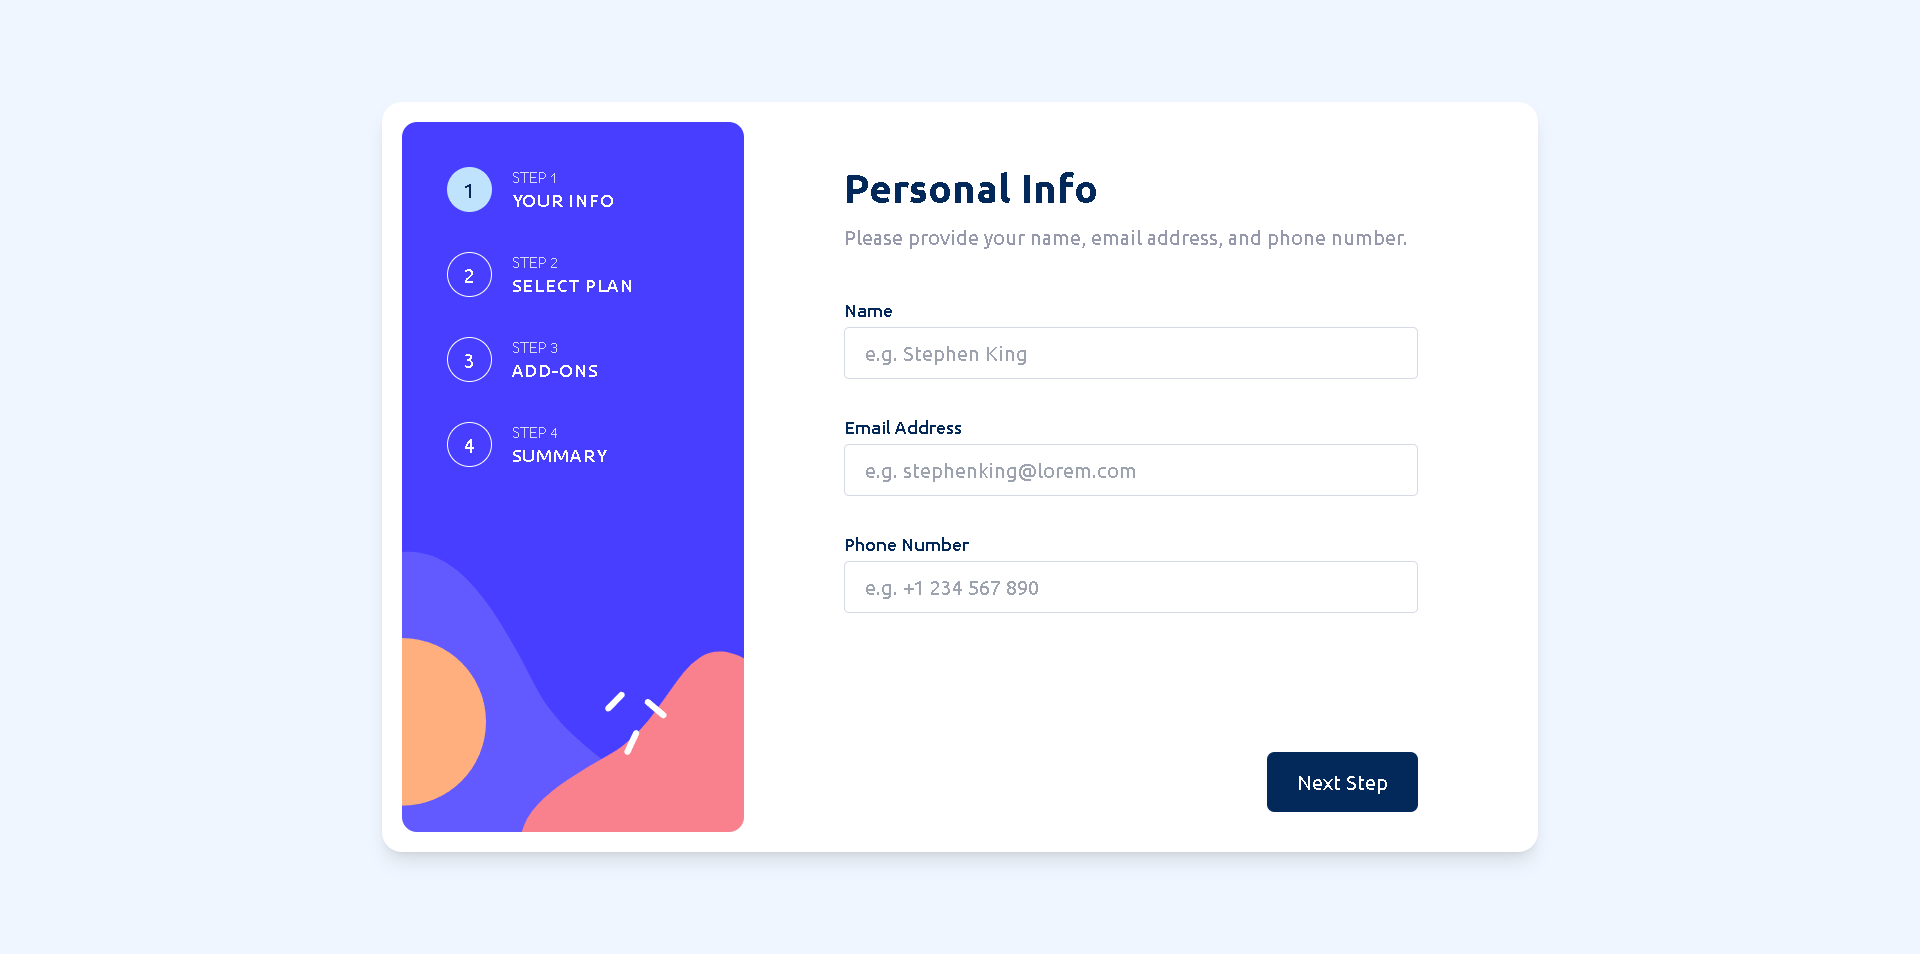 1
STEP 1
YOUR INFO
2
STEP 2
SELECT PLAN
3
STEP 3
ADD-ONS
4
STEP 4
SUMMARY
Personal Info
Please provide your name, email address, and phone number.
Name
e.g. Stephen King
Email Address
e.g. stephenking@lorem.com
Phone Number
e.g. +1 234 567 890
Next Step